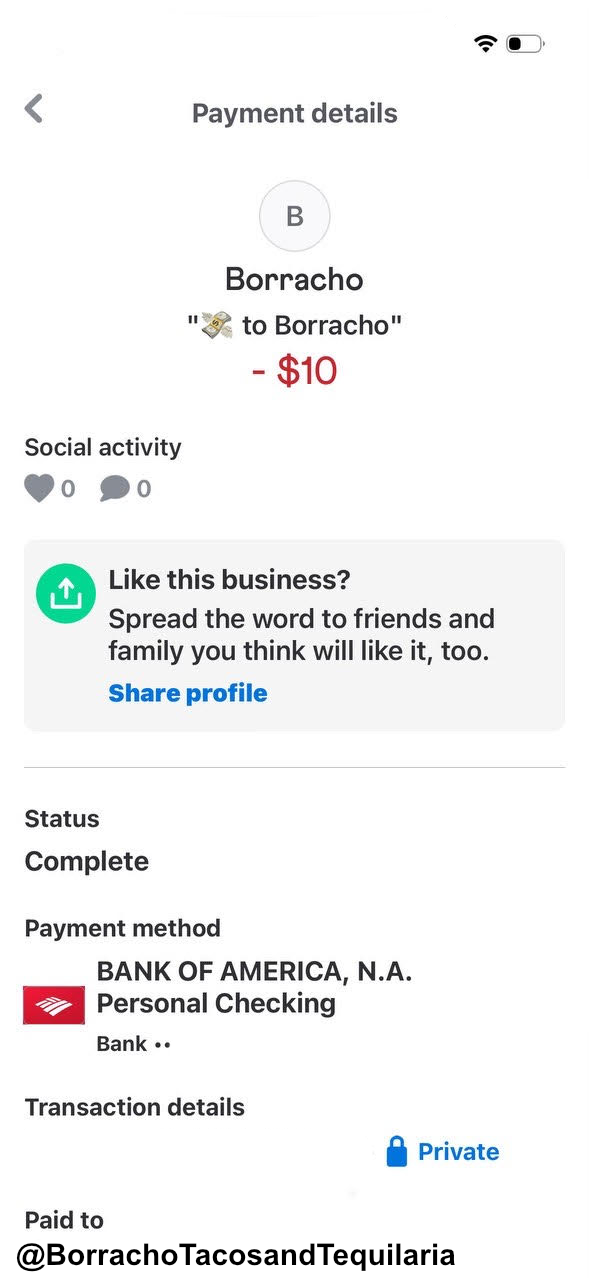 Payment details
B
Borracho
"💸 to Borracho"
- $10
Social activity
0 0
Like this business?
Spread the word to friends and
family you think will like it, too.
Share profile
Status
Complete
Payment method
BANK OF AMERICA, N.A.
Personal Checking
Bank ••
Transaction details
Private
Paid to
@BorrachoTacosandTequilaria